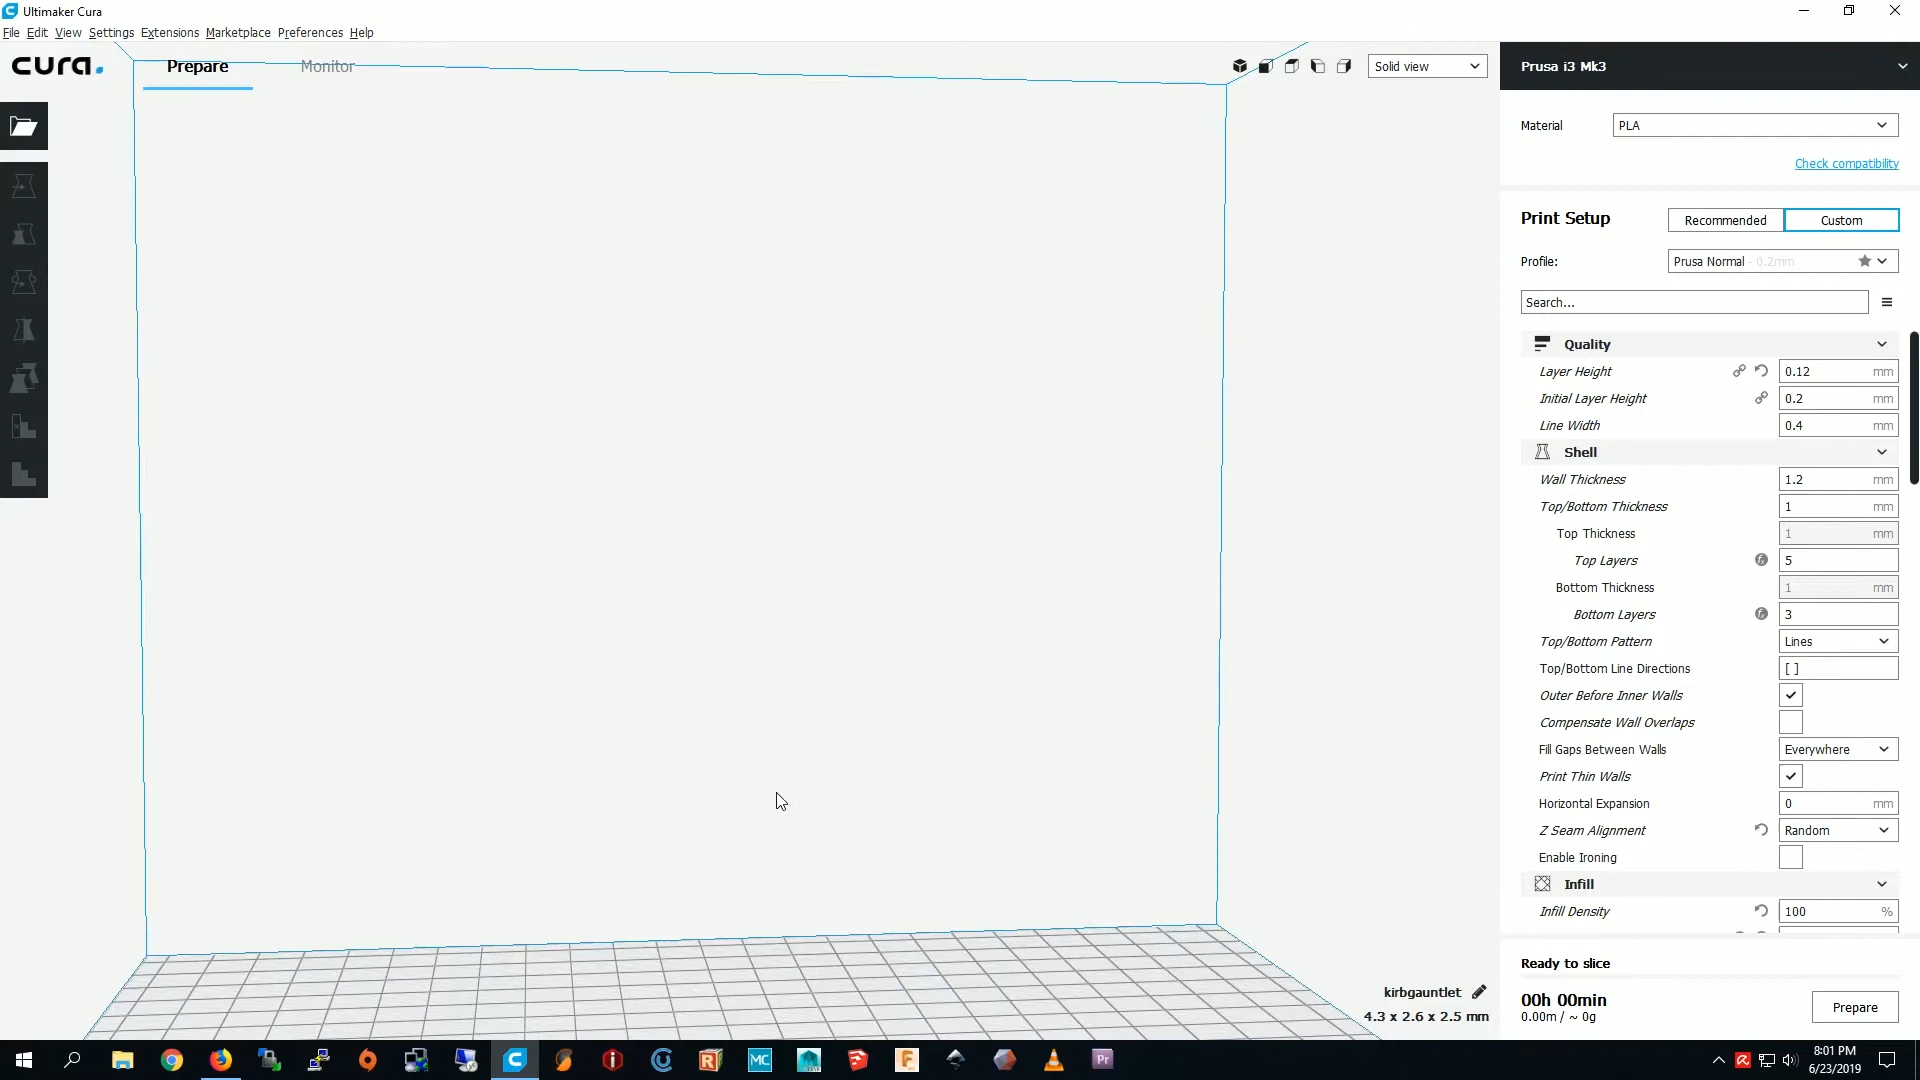 Ultimaker Cura
File Edit View Settings Extensions Marketplace Preferences Help
cura.
Prepare
Monitor
Solid view
Prusa i3 Mk3
Material
PLA
Check compatibility
Print Setup
Recommended
Custom
Profile:
Prusa Normal - 0.2mm
Search...
Quality
Layer Height 0.12 mm
Initial Layer Height 0.2 mm
Line Width 0.4 mm
Shell
Wall Thickness 1.2 mm
Top/Bottom Thickness 1 mm
Top Thickness 1 mm
Top Layers 5
Bottom Thickness 1 mm
Bottom Layers 3
Top/Bottom Pattern Lines
Top/Bottom Line Directions [ ]
Outer Before Inner Walls
Compensate Wall Overlaps
Fill Gaps Between Walls Everywhere
Print Thin Walls
Horizontal Expansion 0 mm
Z Seam Alignment Random
Enable Ironing
Infill
Infill Density 100 %
Ready to slice
00h 00min
0.00m / ~ 0g
Prepare
kirbgauntlet
4.3 x 2.6 x 2.5 mm
MC
Pr
8:01 PM
6/23/2019